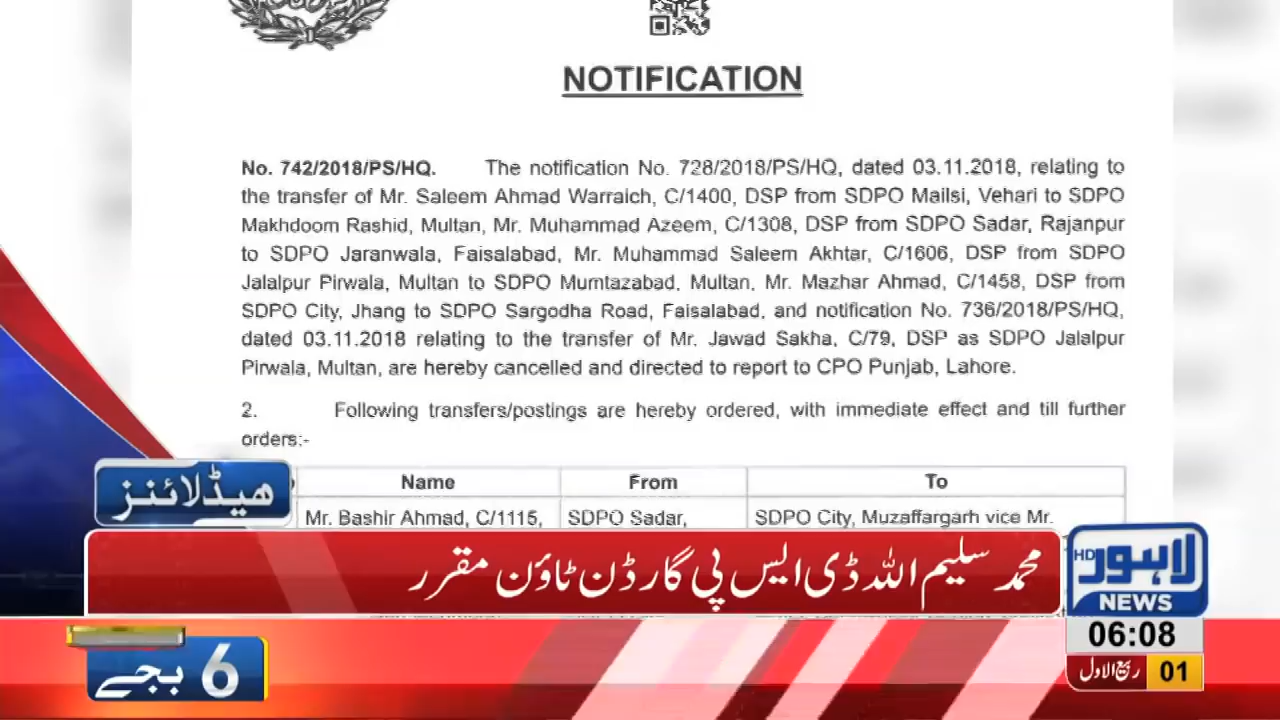 NOTIFICATION
No. 742/2018/PS/HQ. The notification No. 728/2018/PS/HQ, dated 03.11.2018, relating to
the transfer of Mr. Saleem Ahmad Warraich, C/1400, DSP from SDPO Mailsi, Vehari to SDPO
Makhdoom Rashid, Multan, Mr. Muhammad Azeem, C/1308, DSP from SDPO Sadar, Rajanpur
to SDPO Jaranwala, Faisalabad, Mr. Muhammad Saleem Akhtar, C/1606, DSP from SDPO
Jalalpur Pirwala, Multan to SDPO Mumtazabad, Multan, Mr. Mazhar Ahmad, C/1458, DSP from
SDPO City, Jhang to SDPO Sargodha Road, Faisalabad, and notification No. 736/2018/PS/HQ,
dated 03.11.2018 relating to the transfer of Mr. Jawad Sakha, C/79, DSP as SDPO Jalalpur
Pirwala, Multan, are hereby cancelled and directed to report to CPO Punjab, Lahore.
2. Following transfers/postings are hereby ordered, with immediate effect and till further
orders:-
Name From To
Mr. Bashir Ahmad, C/1115, SDPO Sadar, SDPO City, Muzaffargarh vice Mr.
ہیڈلائنز
محمد سلیم اللہ ڈی ایس پی گارڈن ٹاؤن مقرر
لاہور HD
NEWS
06:08
01 ربیع الاول
6 بجے